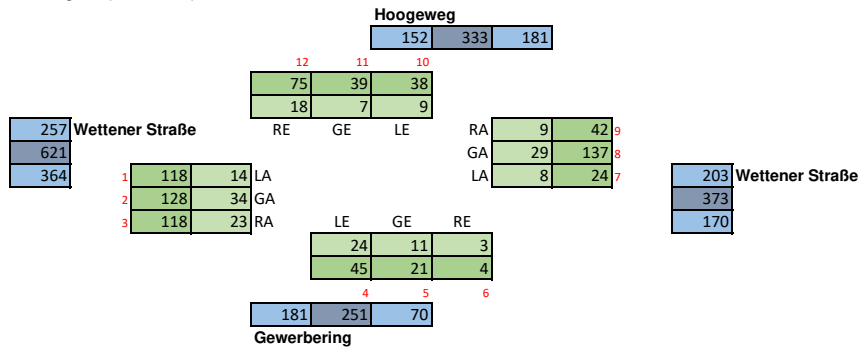 Hoogeweg
152 333 181
12 11 10
75 39 38
18 7 9
257 Wettener Straße RE GE LE RA 9 42 9
621 GA 29 137 8
364 1 118 14 LA LA 8 24 7 203 Wettener Straße
2 128 34 GA 373
3 118 23 RA LE GE RE 170
24 11 3
45 21 4
4 5 6
181 251 70
Gewerbering